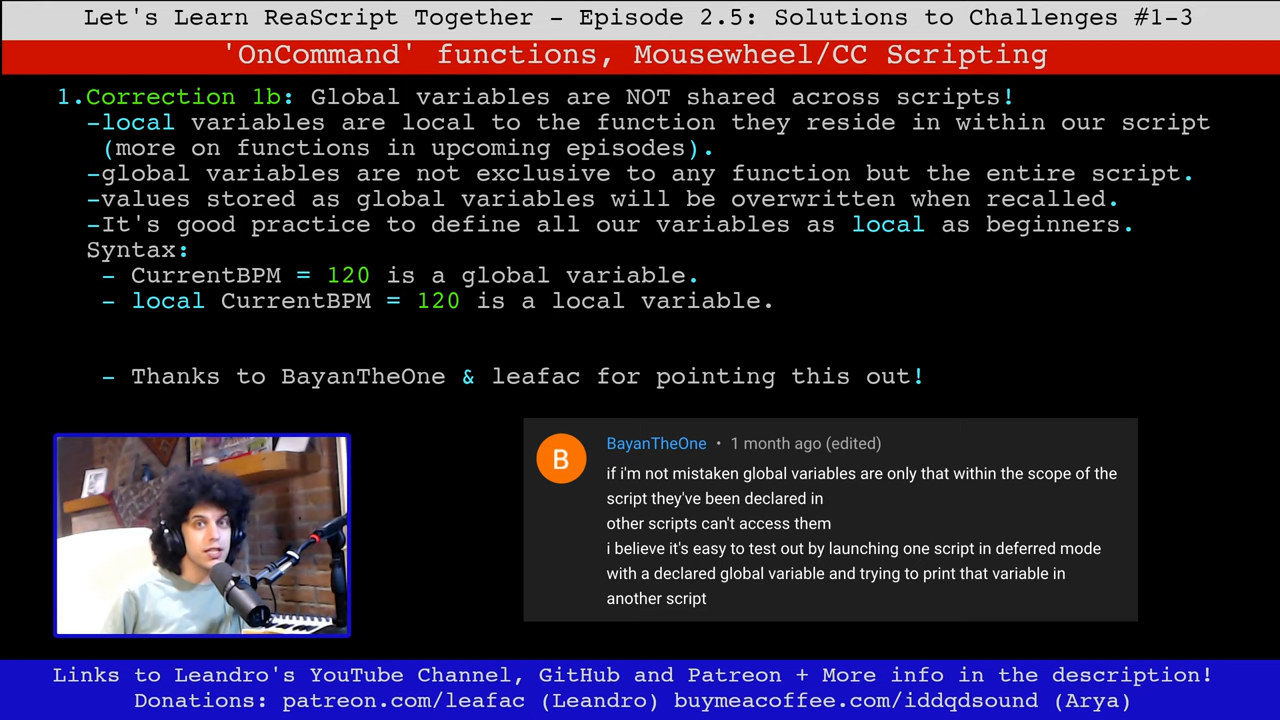 Let's Learn ReaScript Together - Episode 2.5: Solutions to Challenges #1-3
'OnCommand' functions, Mousewheel/CC Scripting
1.Correction 1b: Global variables are NOT shared across scripts!
-local variables are local to the function they reside in within our script
(more on functions in upcoming episodes).
-global variables are not exclusive to any function but the entire script.
-values stored as global variables will be overwritten when recalled.
-It's good practice to define all our variables as local as beginners.
Syntax:
- CurrentBPM = 120 is a global variable.
- local CurrentBPM = 120 is a local variable.
- Thanks to BayanTheOne & leafac for pointing this out!
B
BayanTheOne • 1 month ago (edited)
if i'm not mistaken global variables are only that within the scope of the
script they've been declared in
other scripts can't access them
i believe it's easy to test out by launching one script in deferred mode
with a declared global variable and trying to print that variable in
another script
Links to Leandro's YouTube Channel, GitHub and Patreon + More info in the description!
Donations: patreon.com/leafac (Leandro) buymeacoffee.com/iddqdsound (Arya)